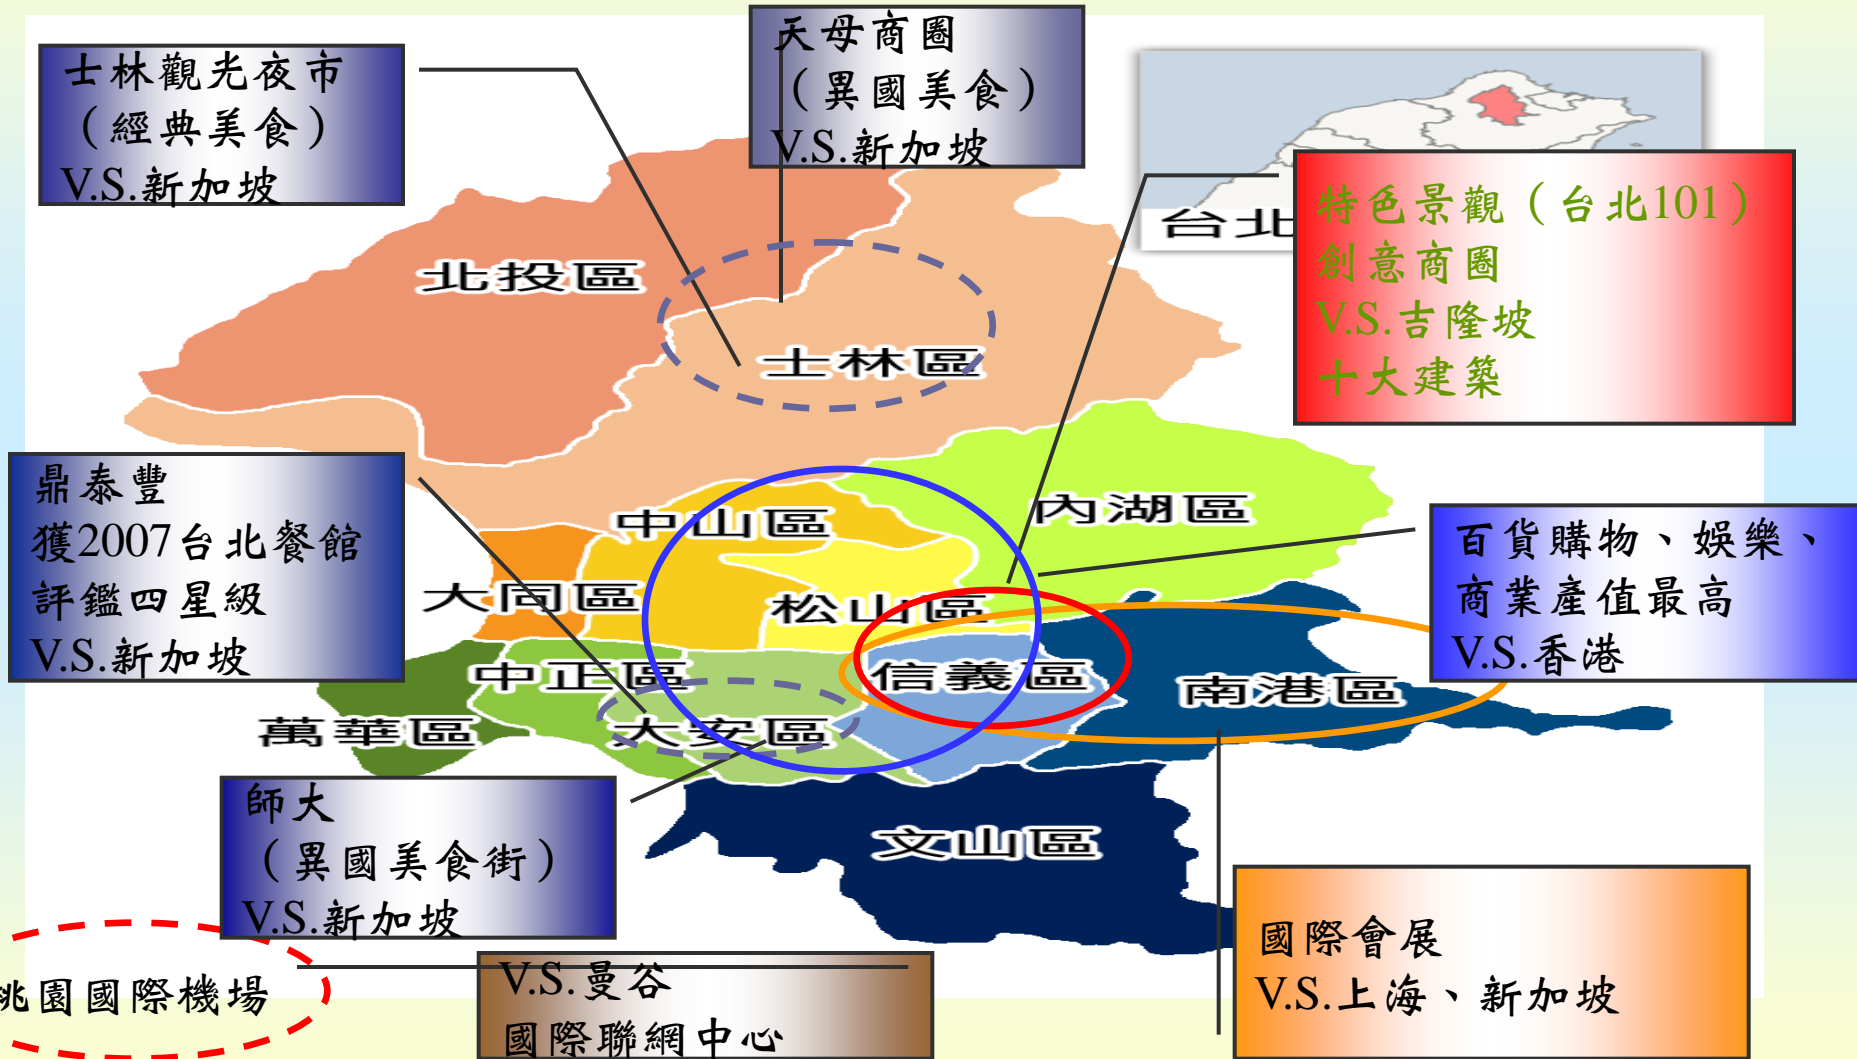 士林觀光夜市
（經典美食）
V.S.新加坡
天母商圈
（異國美食）
V.S.新加坡
台北
特色景觀（台北101）
創意商圈
V.S.吉隆坡
十大建築
北投區
士林區
鼎泰豐
獲2007台北餐館
評鑑四星級
V.S.新加坡
中山區
內湖區
大同區
松山區
百貨購物、娛樂、
商業產值最高
V.S.香港
中正區
信義區
南港區
萬華區
大安區
師大
（異國美食街）
V.S.新加坡
文山區
國際會展
V.S.上海、新加坡
桃園國際機場
V.S.曼谷
國際聯網中心